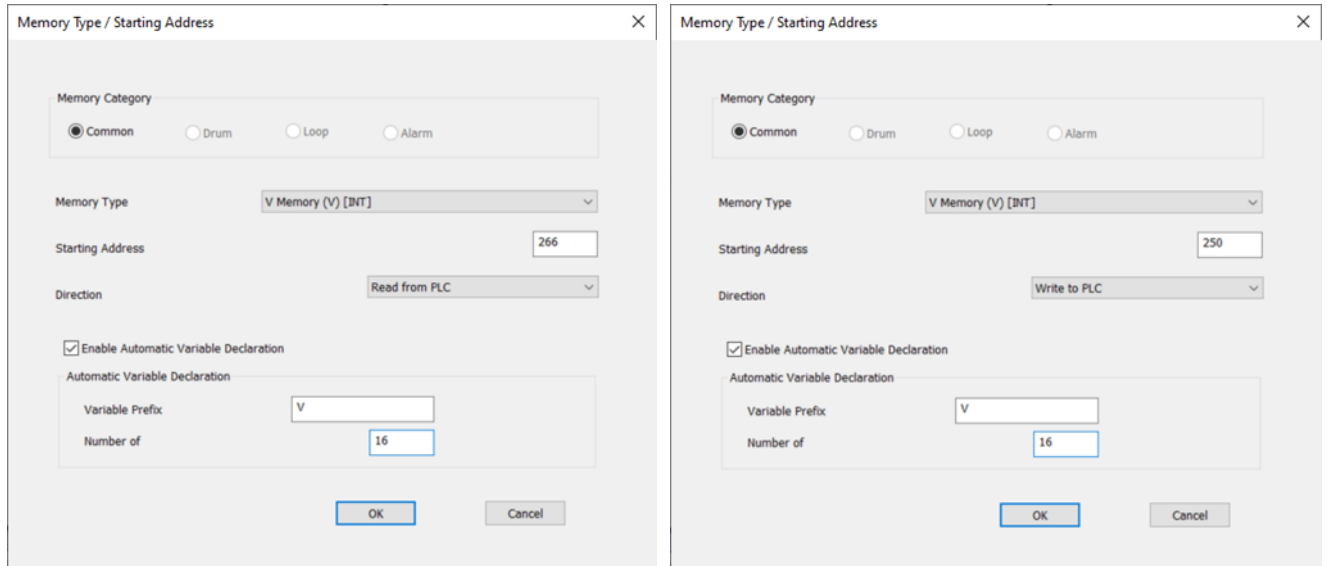 Memory Type / Starting Address
Memory Category
Common Drum Loop Alarm
Memory Type V Memory (V) [INT]
Starting Address 266
Direction Read from PLC
Enable Automatic Variable Declaration
Automatic Variable Declaration
Variable Prefix V
Number of 16
OK Cancel
Memory Type / Starting Address
Memory Category
Common Drum Loop Alarm
Memory Type V Memory (V) [INT]
Starting Address 250
Direction Write to PLC
Enable Automatic Variable Declaration
Automatic Variable Declaration
Variable Prefix V
Number of 16
OK Cancel